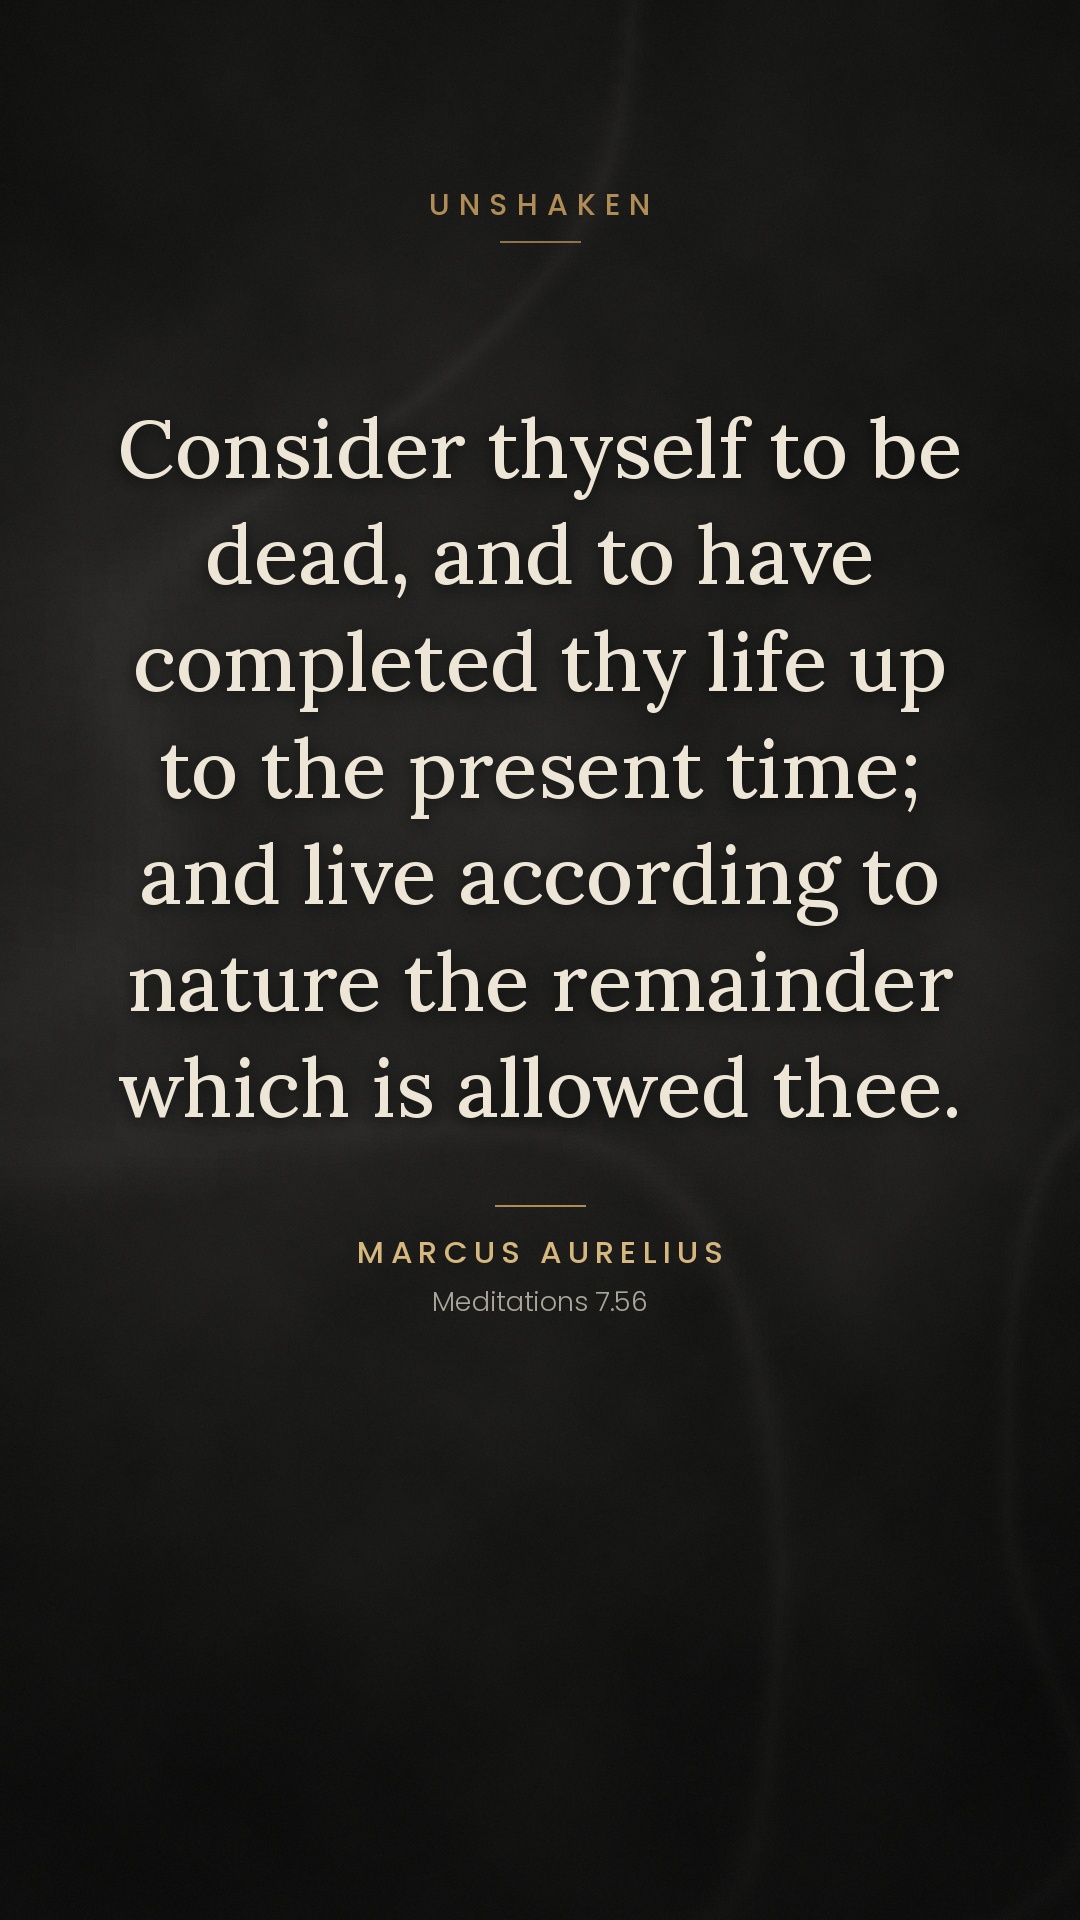 UNSHAKEN
Consider thyself to be
dead, and to have
completed thy life up
to the present time;
and live according to
nature the remainder
which is allowed thee.
MARCUS AURELIUS
Meditations 7.56